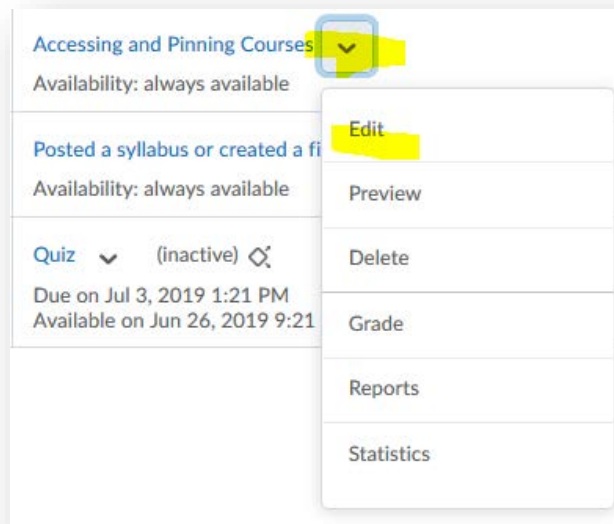 Accessing and Pinning Courses
Availability: always available
Posted a syllabus or created a fi
Availability: always available
Quiz (inactive)
Due on Jul 3, 2019 1:21 PM
Available on Jun 26, 2019 9:21
Edit
Preview
Delete
Grade
Reports
Statistics